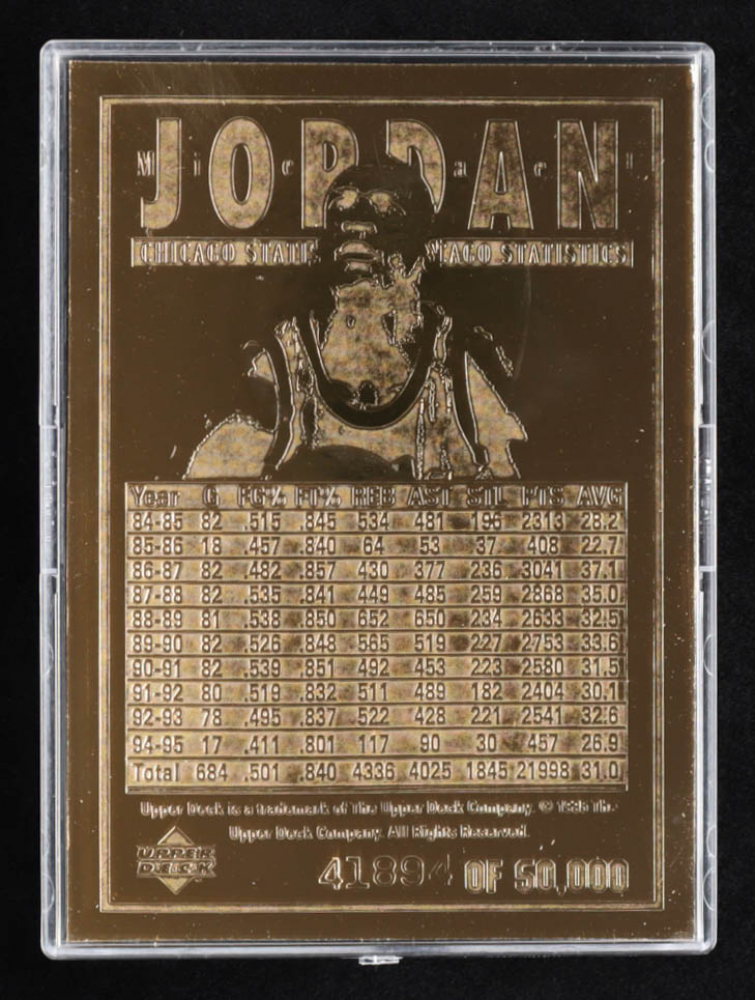 JORDAN
Michael
CHICAGO STATIS CAGO STATISTICS
Year G FG% FT% REB AST STL PTS AVG
84-85 82 .515 .845 534 481 196 2313 28.2
85-86 18 .457 .840 64 53 37 408 22.7
86-87 82 .482 .857 430 377 236 3041 37.1
87-88 82 .535 .841 449 485 259 2868 35.0
88-89 81 .538 .850 652 650 234 2633 32.5
89-90 82 .526 .848 565 519 227 2753 33.6
90-91 82 .539 .851 492 453 223 2580 31.5
91-92 80 .519 .832 511 489 182 2404 30.1
92-93 78 .495 .837 522 428 221 2541 32.6
94-95 17 .411 .801 117 90 30 457 26.9
Total 684 .501 .840 4336 4025 1845 21998 31.0
Upper Deck is a trademark of The Upper Deck Company. © The
Upper Deck Company. All Rights Reserved.
UPPER
DECK
41894 OF 50,000